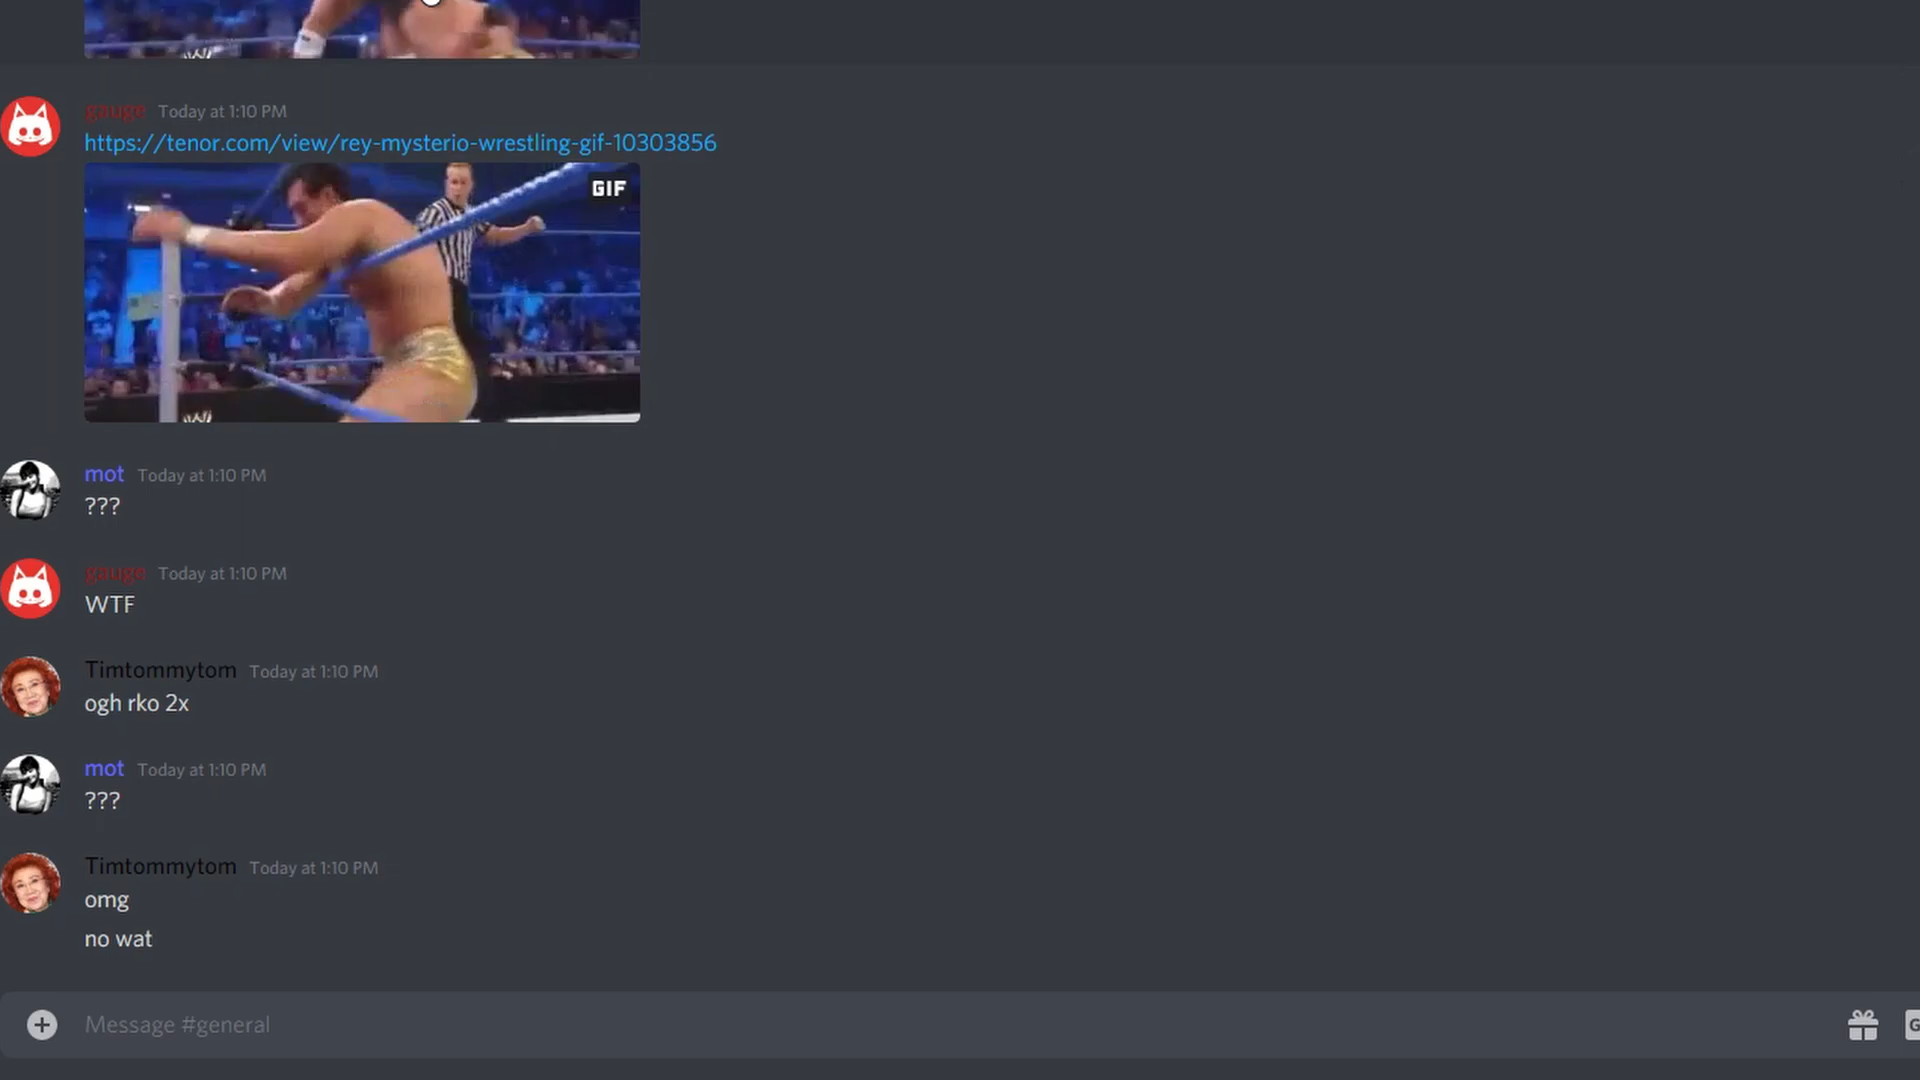 gauge Today at 1:10 PM
https://tenor.com/view/rey-mysterio-wrestling-gif-10303856
GIF
mot Today at 1:10 PM
???
gauge Today at 1:10 PM
WTF
Timtommytom Today at 1:10 PM
ogh rko 2x
mot Today at 1:10 PM
???
Timtommytom Today at 1:10 PM
omg
no wat
Message #general